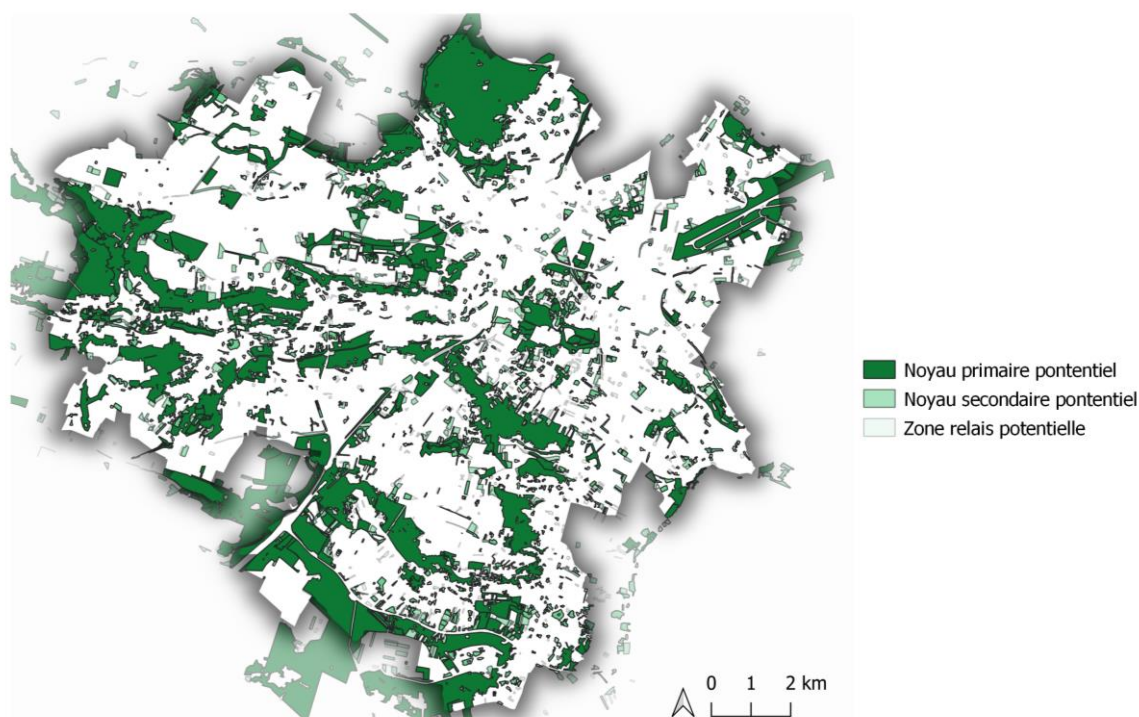 Noyau primaire pontentiel
Noyau secondaire pontentiel
Zone relais potentielle
0 1 2 km